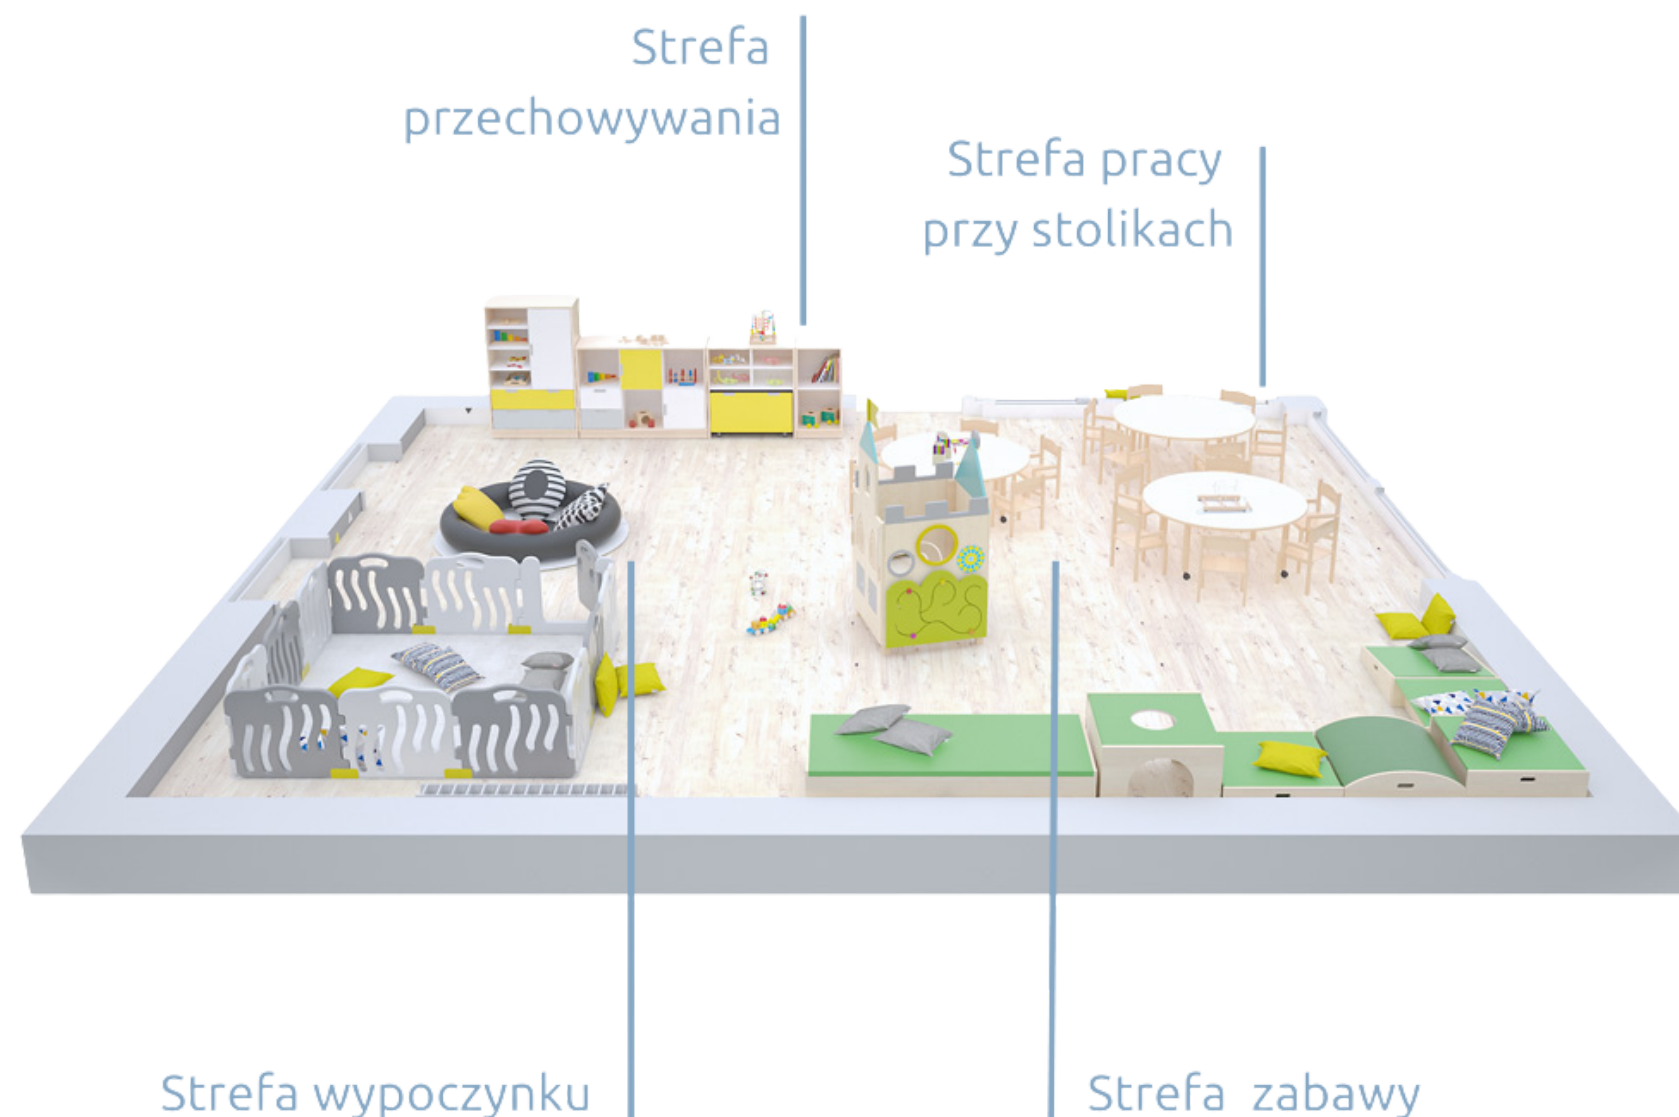 Strefa
przechowywania
Strefa pracy
przy stolikach
Strefa wypoczynku
Strefa zabawy